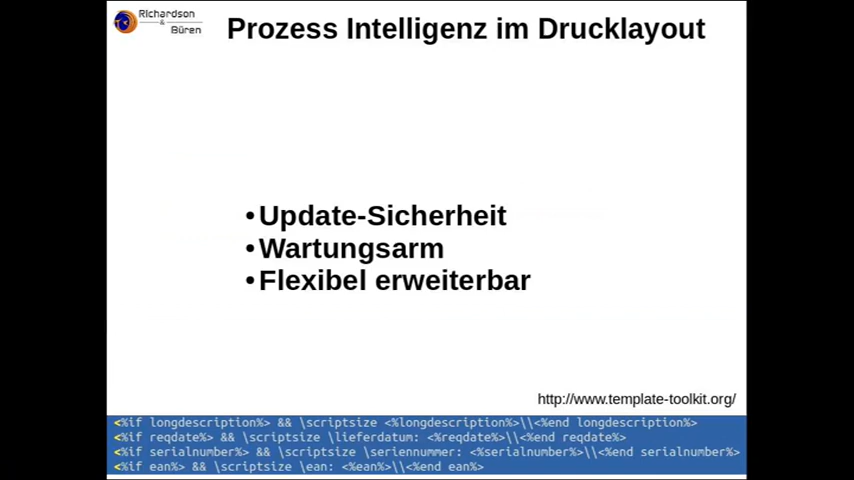 Richardson
&
Büren
Prozess Intelligenz im Drucklayout
•Update-Sicherheit
•Wartungsarm
•Flexibel erweiterbar
http://www.template-toolkit.org/
<%if longdescription%> && \scriptsize <%longdescription%>\\<%end longdescription%>
<%if reqdate%> && \scriptsize \lieferdatum: <%reqdate%>\\<%end reqdate%>
<%if serialnumber%> && \scriptsize \seriennummer: <%serialnumber%>\\<%end serialnumber%>
<%if ean%> && \scriptsize \ean: <%ean%>\\<%end ean%>